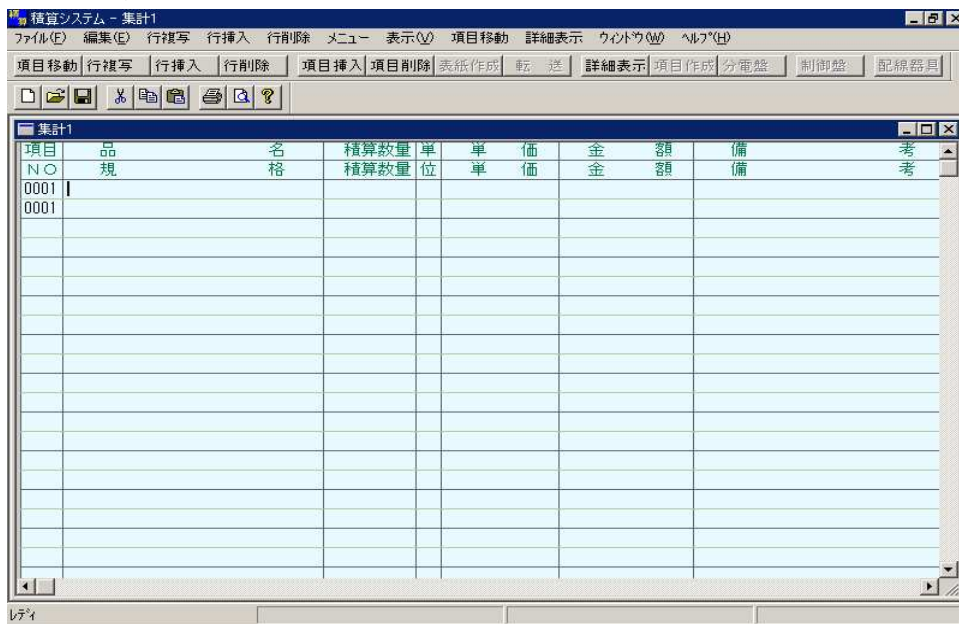 積算システム - 集計1
ﾌｧｲﾙ(F) 編集(E) 行複写 行挿入 行削除 メニュー 表示(V) 項目移動 詳細表示 ｳｨﾝﾄﾞｳ(W) ﾍﾙﾌﾟ(H)
項目移動 行複写 行挿入 行削除 項目挿入 項目削除 表紙作成 転 送 詳細表示 項目作成 分電盤 制御盤 配線器具
集計1
項目 品 名 積算数量 単 単 価 金 額 備 考
NO 規 格 積算数量 位 単 価 金 額 備 考
0001
0001
ﾚﾃﾞｨ